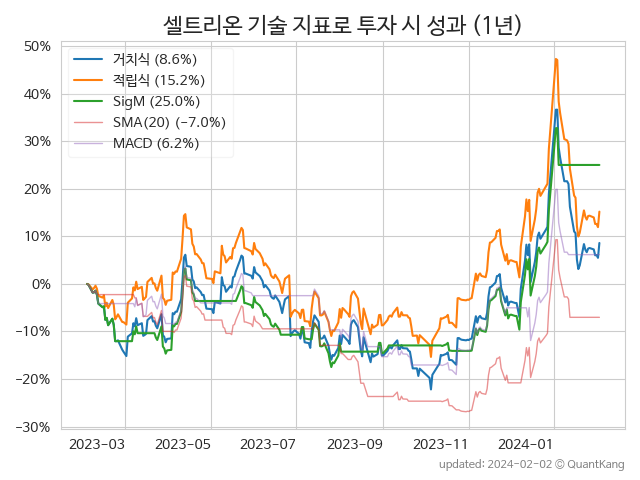 셀트리온 기술 지표로 투자 시 성과 (1년)
50%
40%
30%
20%
10%
0%
−10%
−20%
−30%
거치식 (8.6%)
적립식 (15.2%)
SigM (25.0%)
SMA(20) (−7.0%)
MACD (6.2%)
2023-03 2023-05 2023-07 2023-09 2023-11 2024-01
updated: 2024-02-02 © QuantKang